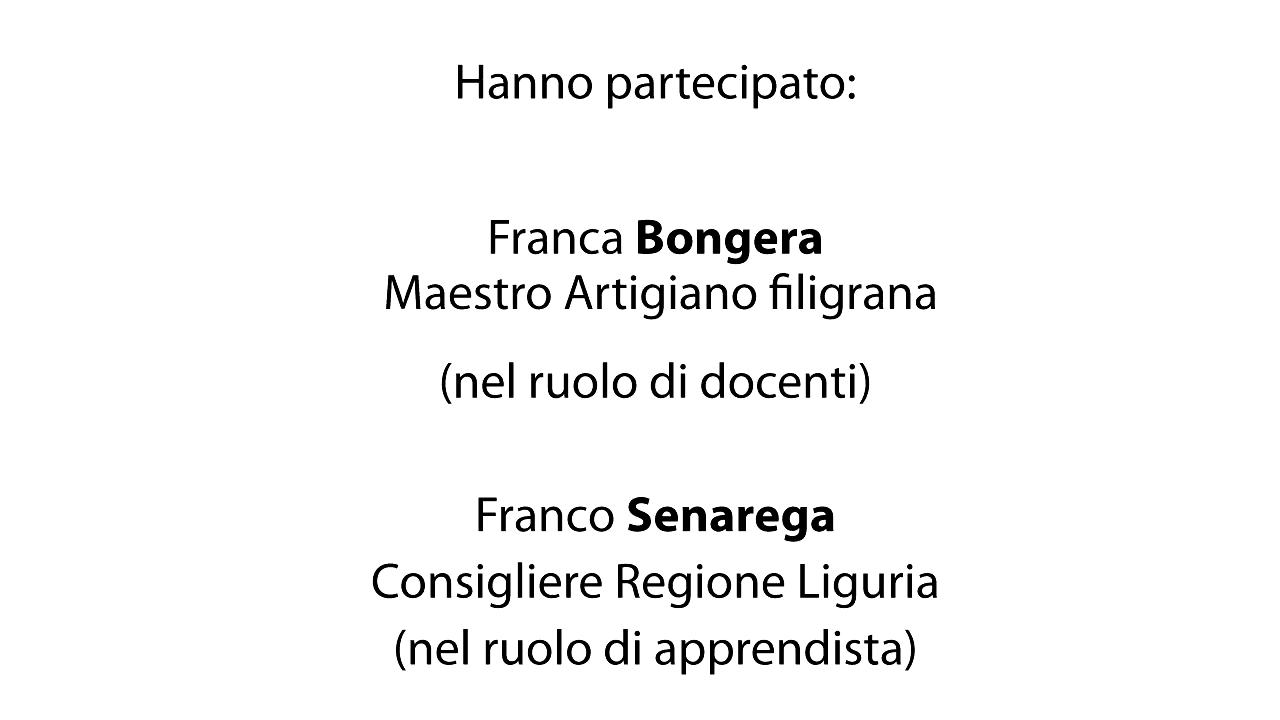 Hanno partecipato:
Franca Bongera
Maestro Artigiano filigrana
(nel ruolo di docenti)
Franco Senarega
Consigliere Regione Liguria
(nel ruolo di apprendista)